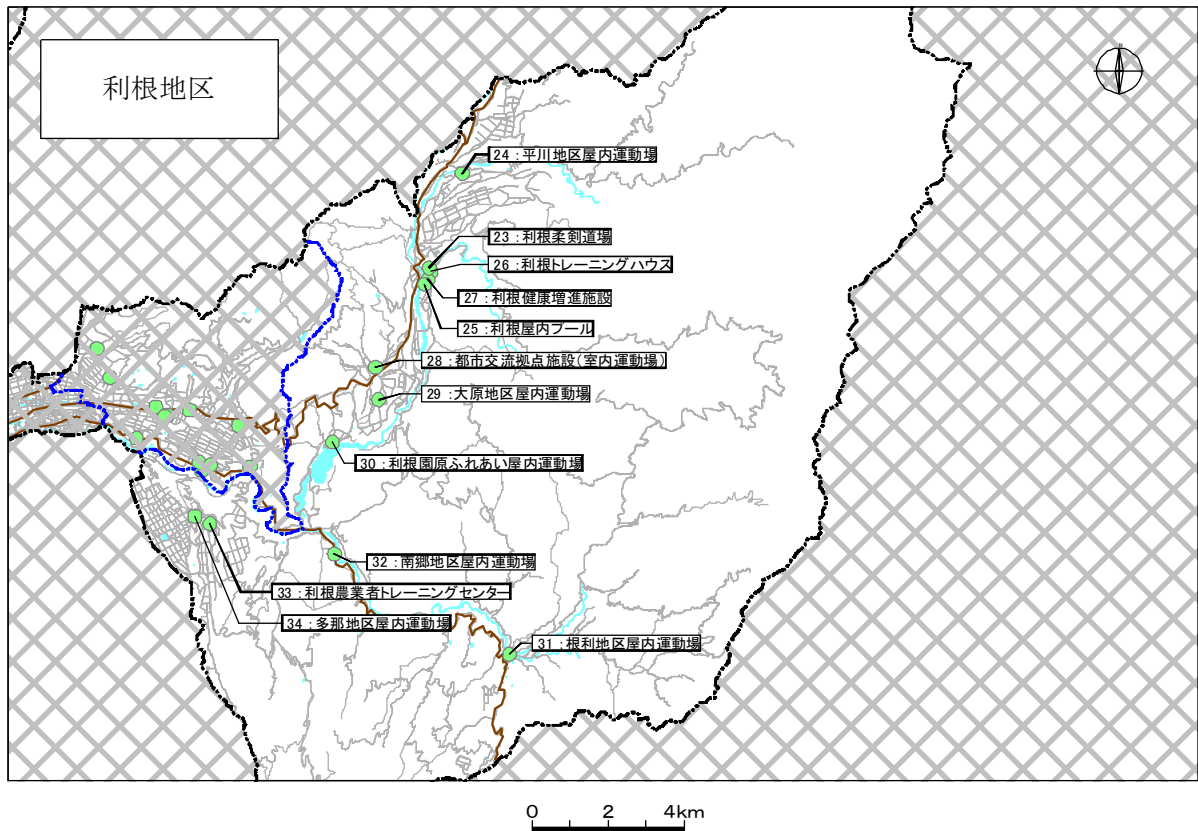 利根地区
24：平川地区屋内運動場
23：利根柔剣道場
26：利根トレーニングハウス
27：利根健康増進施設
25：利根屋内プール
28：都市交流拠点施設（室内運動場）
29：大原地区屋内運動場
30：利根園原ふれあい屋内運動場
32：南郷地区屋内運動場
33：利根農業者トレーニングセンター
34：多那地区屋内運動場
31：根利地区屋内運動場
0 2 4km